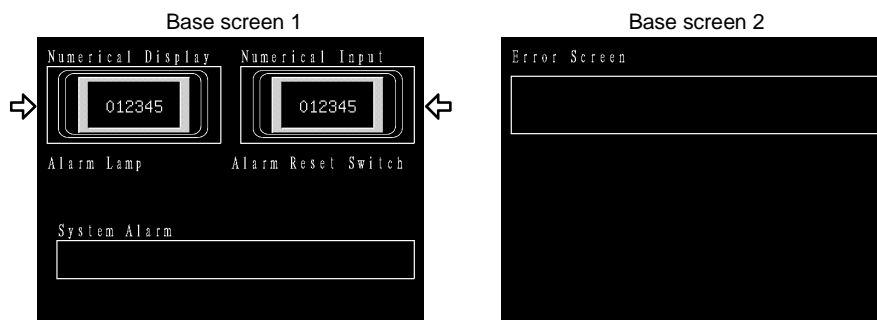 Base screen 1
Base screen 2
Numerical Display
Numerical Input
012345
012345
Alarm Lamp
Alarm Reset Switch
System Alarm
Error Screen